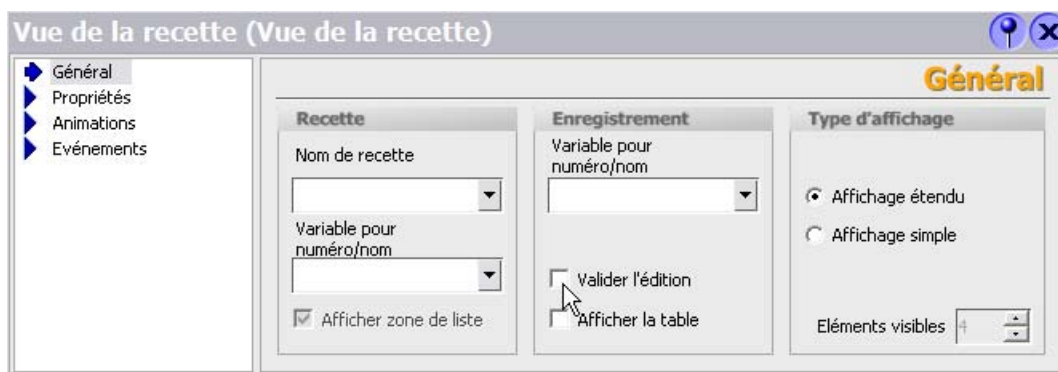 Vue de la recette (Vue de la recette)
Général
Propriétés
Animations
Evénements
Général
Recette
Nom de recette
Variable pour
numéro/nom
Afficher zone de liste
Enregistrement
Variable pour
numéro/nom
Valider l'édition
Afficher la table
Type d'affichage
Affichage étendu
Affichage simple
Eléments visibles 4